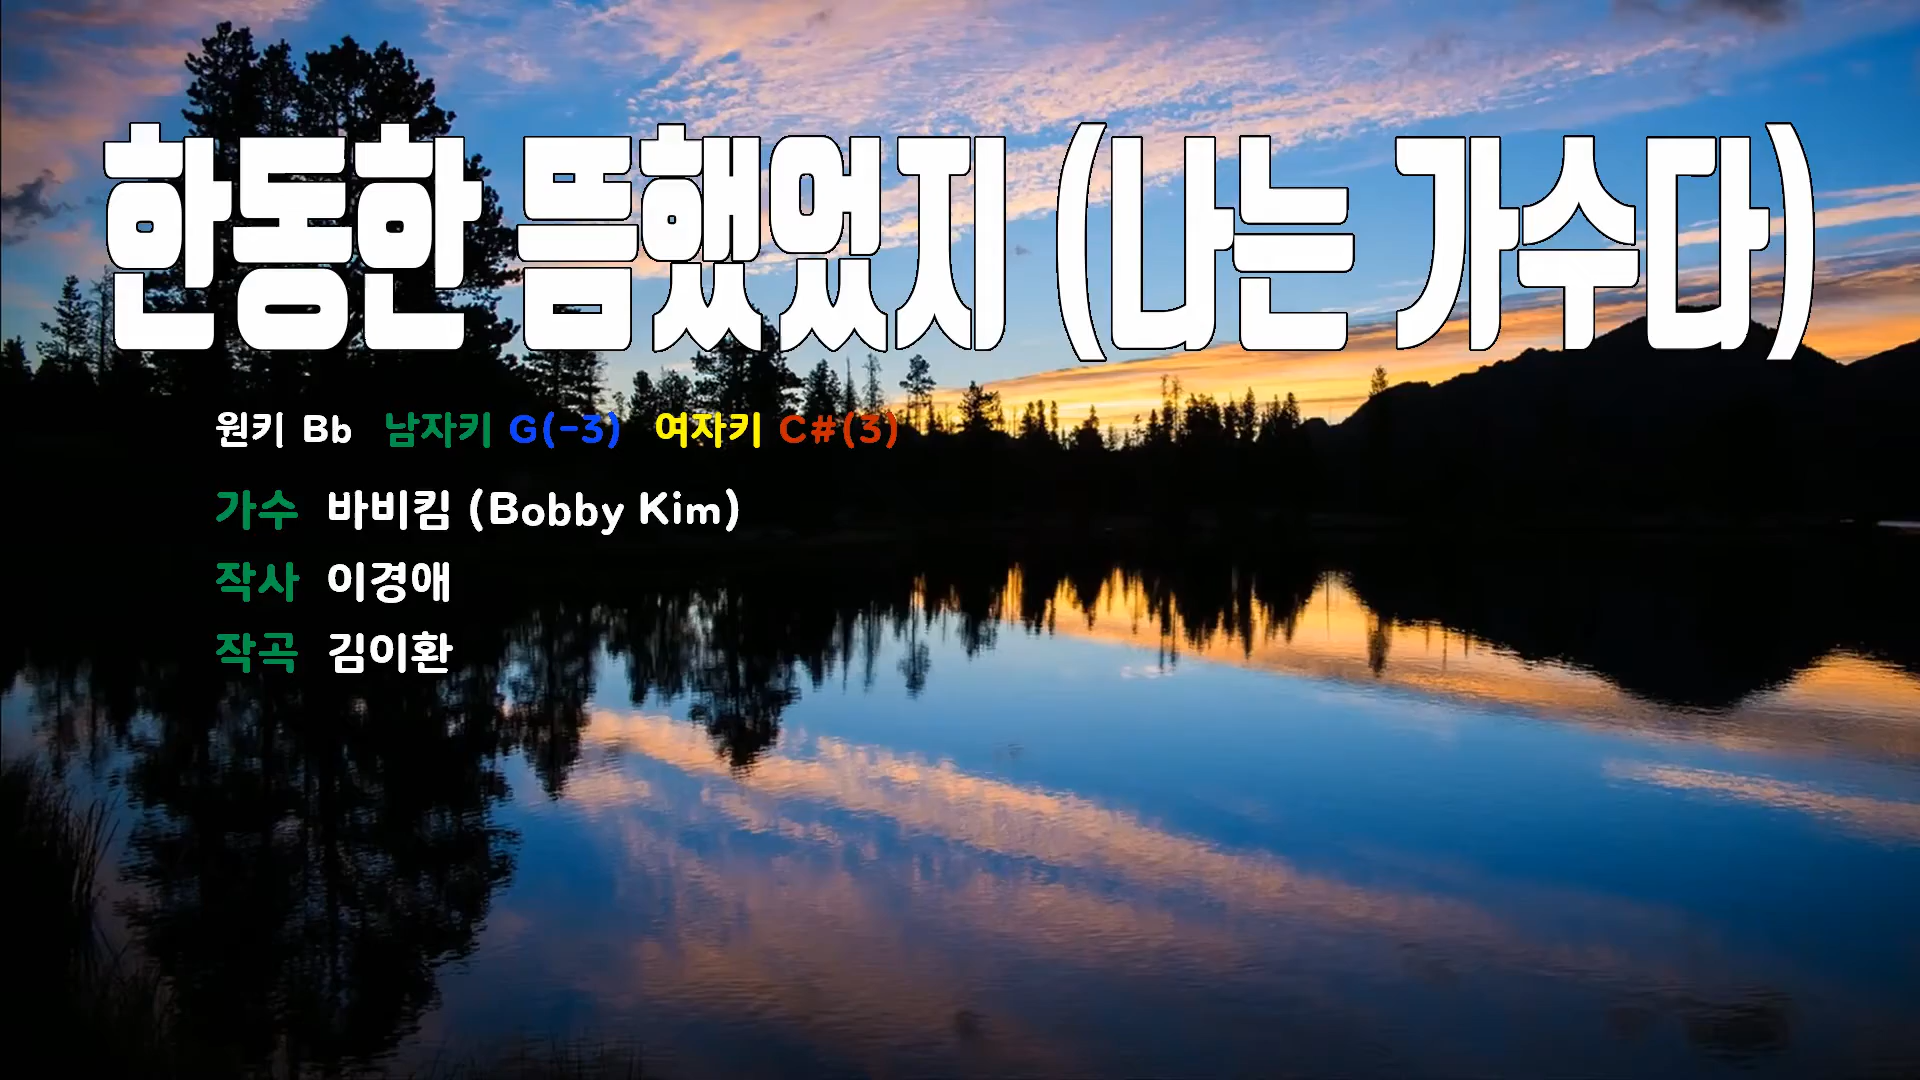 한동한 뜸했었지 (나는 가수다)
원키 Bb 남자키 G(-3) 여자키 C#(3)
가수 바비킴 (Bobby Kim)
작사 이경애
작곡 김이환